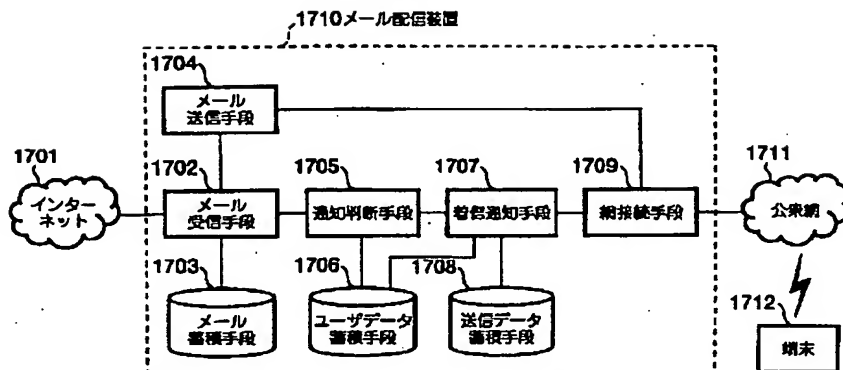 1710メール配信装置
1704
メール
送信手段
1701
インター
ネット
1702
メール
受信手段
1705
通知判断手段
1707
着信通知手段
1709
網接続手段
1711
公衆網
1703
メール
蓄積手段
1706
ユーザデータ
蓄積手段
1708
送信データ
蓄積手段
1712
端末